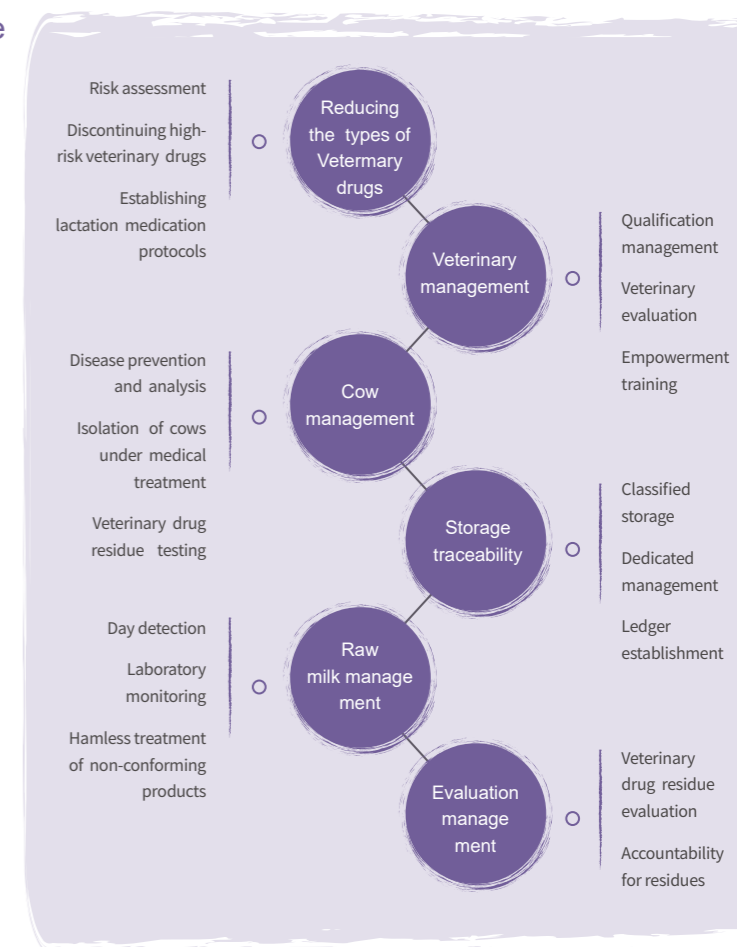 e
Risk assessment
Discontinuing high-
risk veterinary drugs
Establishing
lactation medication
protocols
Reducing
the types of
Vetermary
drugs
Veterinary
management
Qualification
management
Veterinary
evaluation
Empowerment
training
Disease prevention
and analysis
Isolation of cows
under medical
treatment
Veterinary drug
residue testing
Cow
management
Storage
traceability
Classified
storage
Dedicated
management
Ledger
establishment
Day detection
Laboratory
monitoring
Hamless treatment
of non-conforming
products
Raw
milk manage
ment
Evaluation
manage
ment
Veterinary
drug residue
evaluation
Accountability
for residues